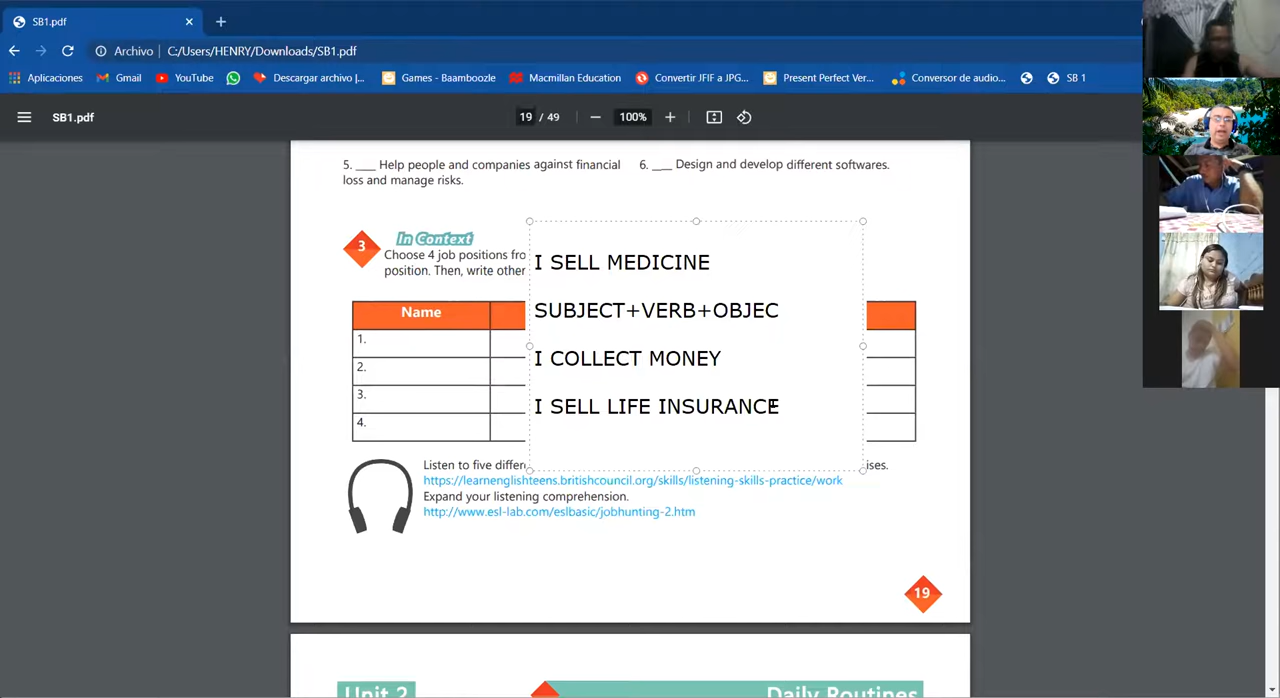 SB1.pdf
Archivo
C:/Users/HENRY/Downloads/SB1.pdf
Aplicaciones
Gmail
YouTube
Descargar archivo |...
Games - Baamboozle
Macmillan Education
Convertir JFIF a JPG...
Present Perfect Ver...
Conversor de audio...
SB 1
SB1.pdf
19 / 49
100%
5. ___ Help people and companies against financial
loss and manage risks.
6. ___ Design and develop different softwares.
3
In Context
Choose 4 job positions fro
position. Then, write other
I SELL MEDICINE
SUBJECT+VERB+OBJEC
I COLLECT MONEY
I SELL LIFE INSURANCE
Name
1.
2.
3.
4.
Listen to five differ
ises.
https://learnenglishteens.britishcouncil.org/skills/listening-skills-practice/work
Expand your listening comprehension.
http://www.esl-lab.com/eslbasic/jobhunting-2.htm
19
Unit 2
Daily Routines